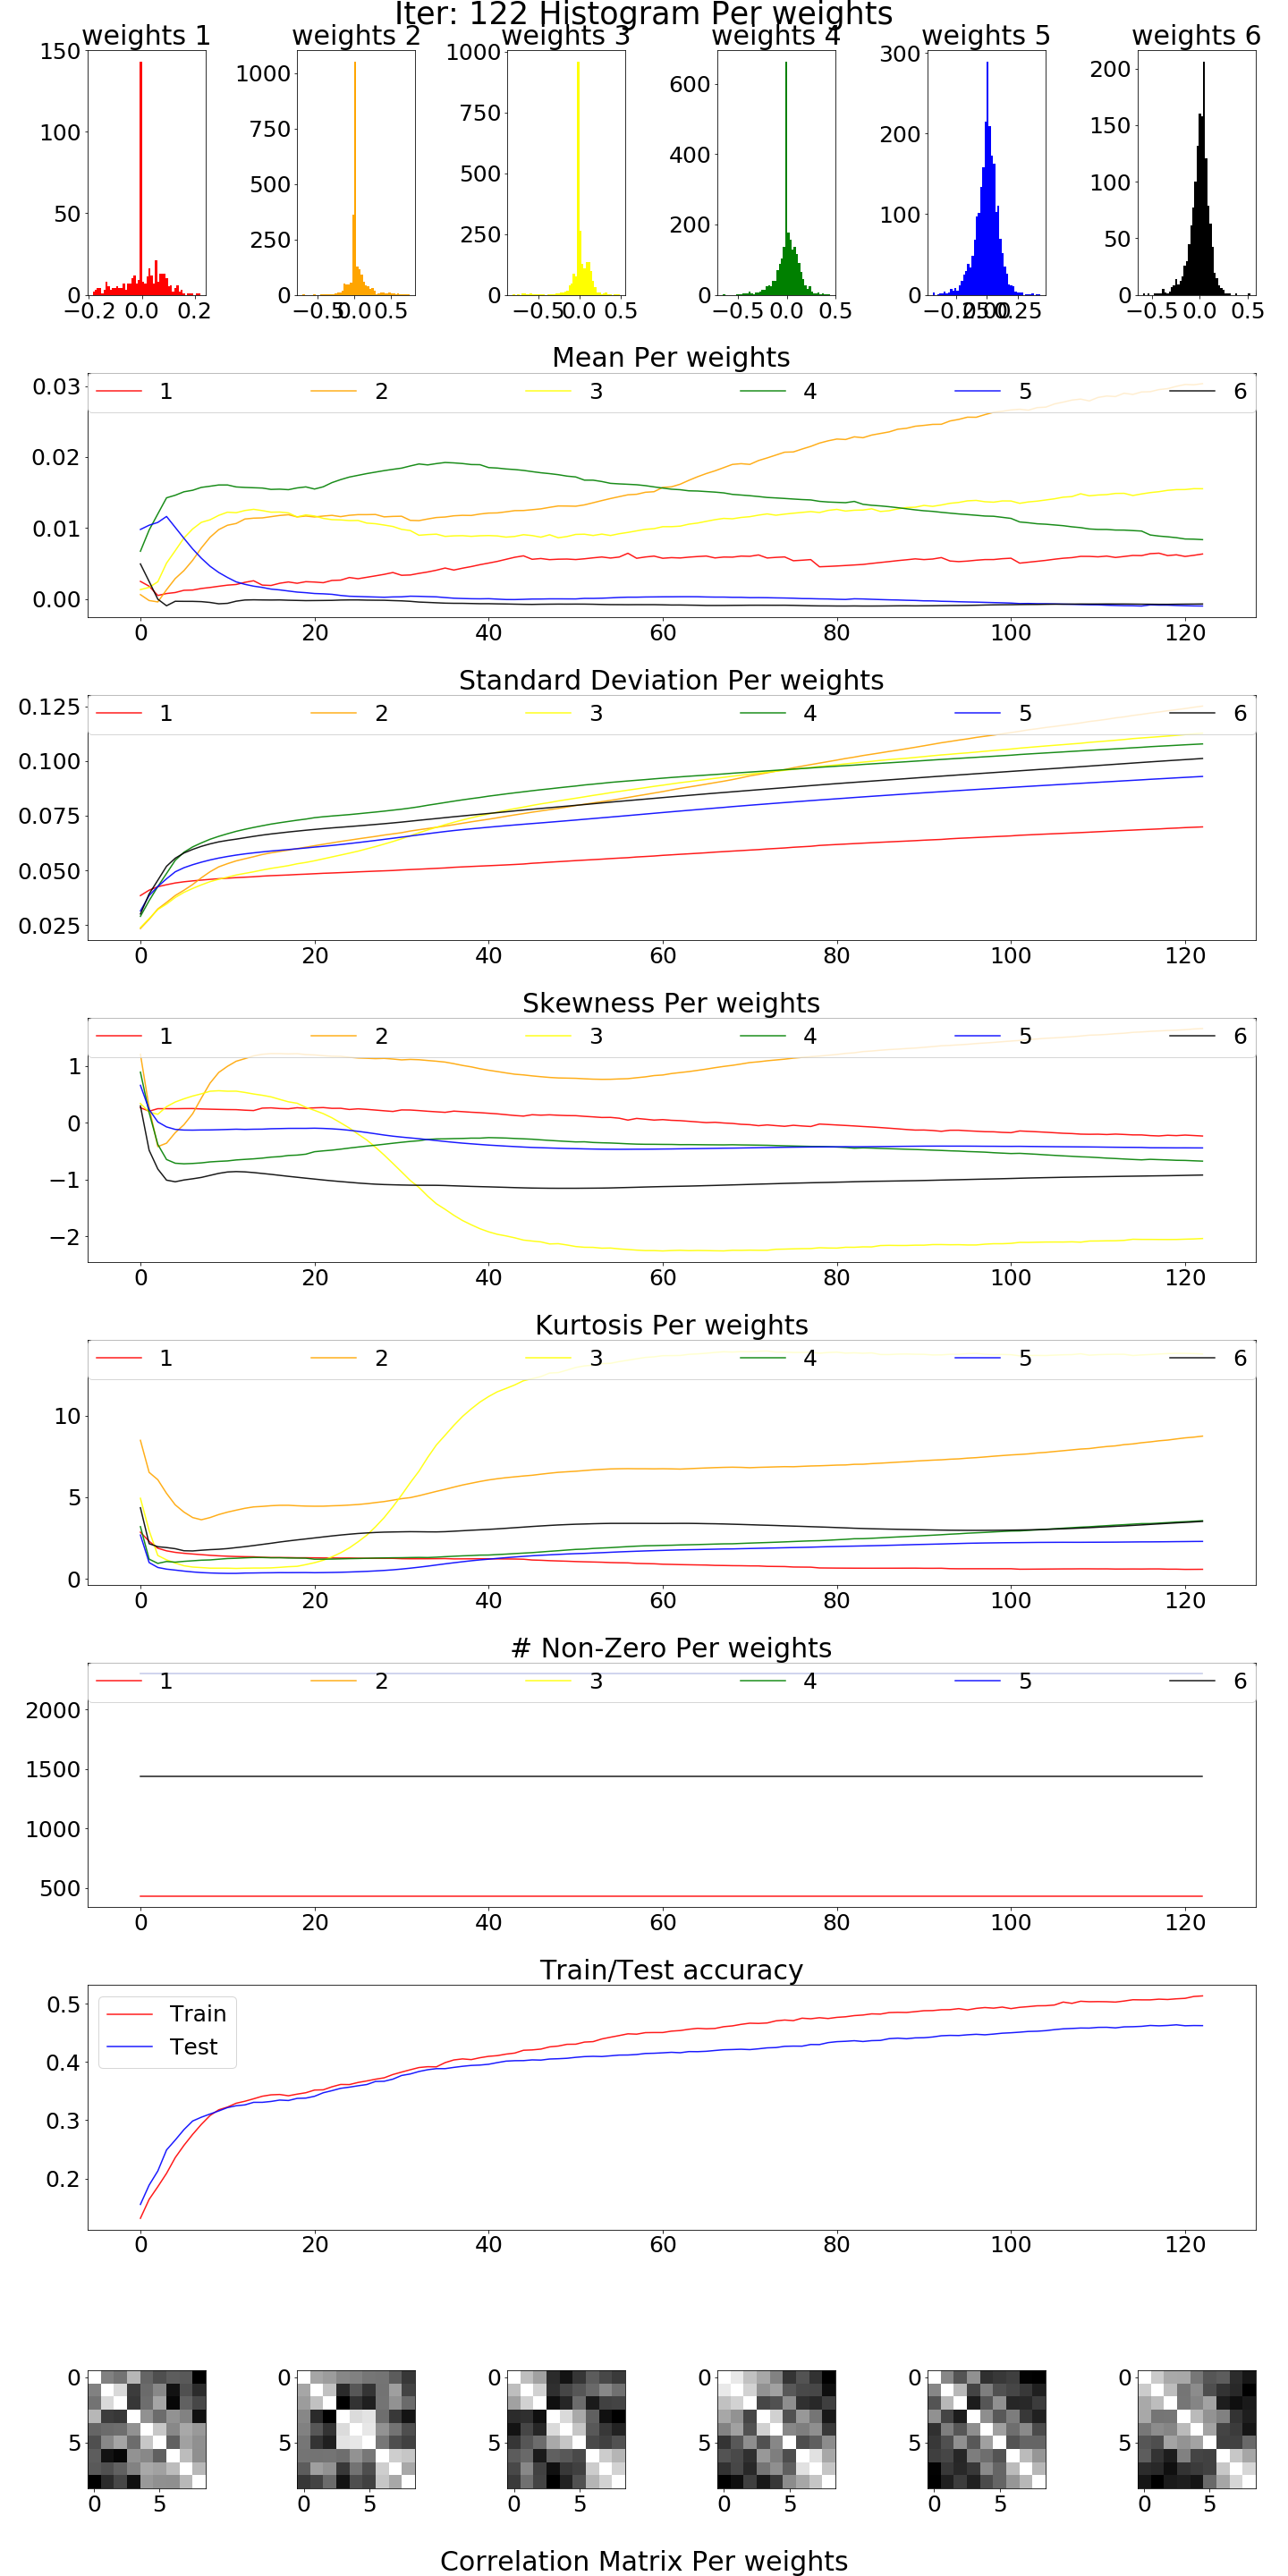 Iter: 122 Histogram Per weights
weights 1 weights 2 weights 3 weights 4 weights 5 weights 6
150 100 50 0
−0.2 0.0 0.2
1000 750 500 250 0
−0.5 0.0 0.5
1000 750 500 250 0
−0.5 0.0 0.5
600 400 200 0
−0.5 0.0 0.5
300 200 100 0
−0.25 0.00 0.25
200 150 100 50 0
−0.5 0.0 0.5
Mean Per weights
1 2 3 4 5 6
0.03
0.02
0.01
0.00
0 20 40 60 80 100 120
Standard Deviation Per weights
1 2 3 4 5 6
0.125
0.100
0.075
0.050
0.025
0 20 40 60 80 100 120
Skewness Per weights
1 2 3 4 5 6
1
0
−1
−2
0 20 40 60 80 100 120
Kurtosis Per weights
1 2 3 4 5 6
10
5
0
0 20 40 60 80 100 120
# Non-Zero Per weights
1 2 3 4 5 6
2000
1500
1000
500
0 20 40 60 80 100 120
Train/Test accuracy
Train
Test
0.5
0.4
0.3
0.2
0 20 40 60 80 100 120
0 0 0 0 0 0
5 5 5 5 5 5
0 5 0 5 0 5 0 5 0 5 0 5
Correlation Matrix Per weights